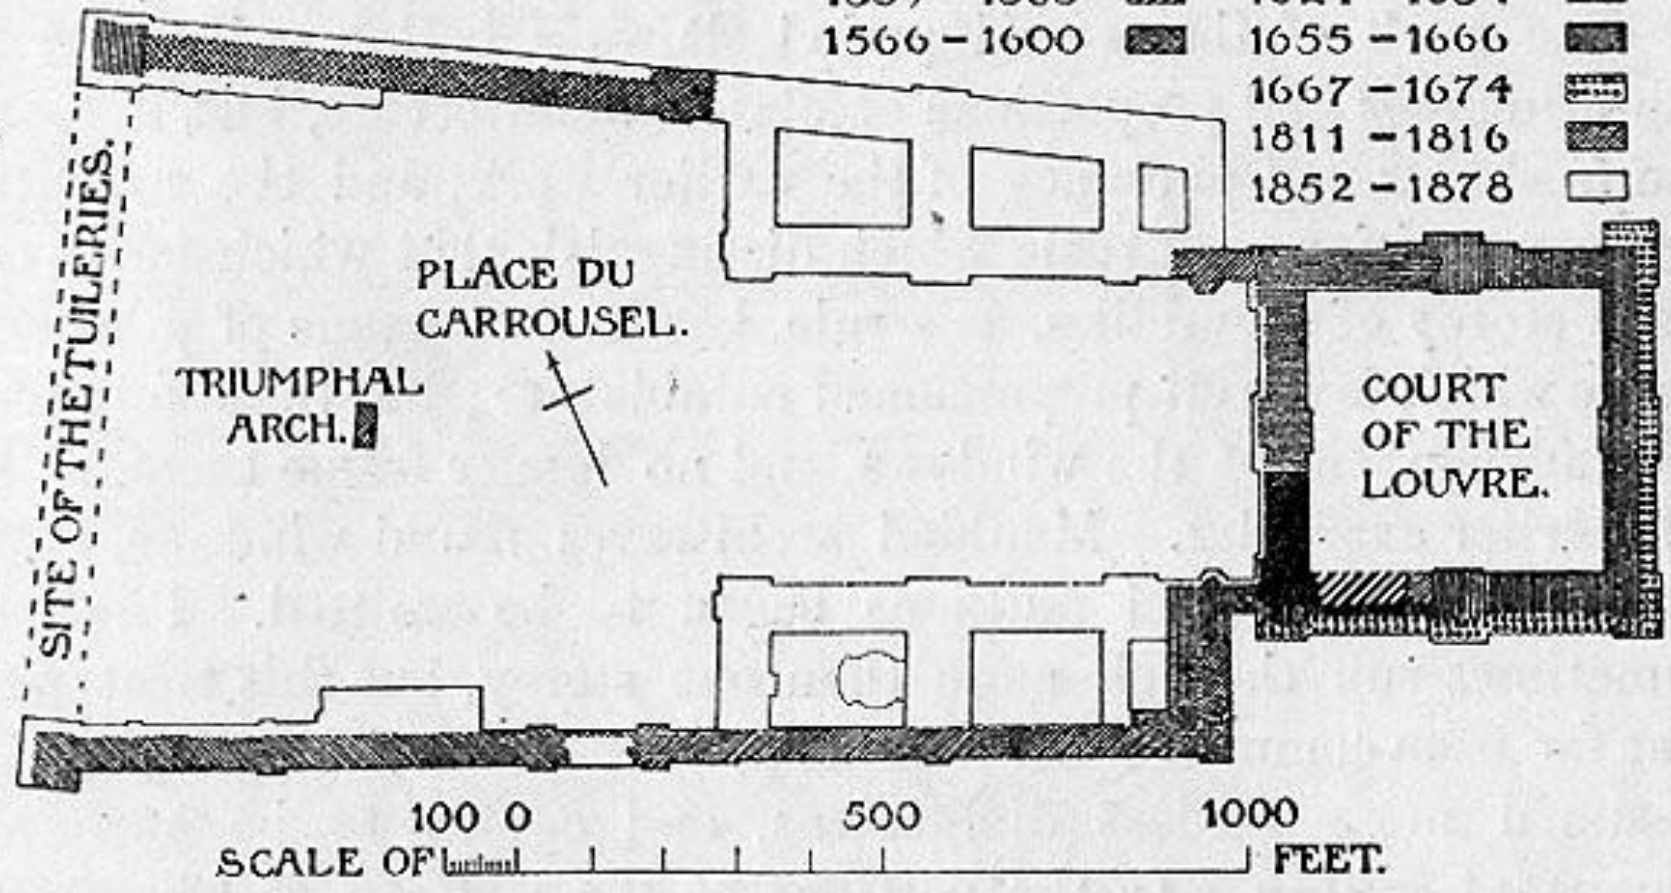 1566 – 1600
1655 – 1666
1667 – 1674
1811 – 1816
1852 – 1878
SITE OF THE TUILERIES.
PLACE DU
CARROUSEL.
TRIUMPHAL
ARCH.
COURT
OF THE
LOUVRE.
100 0 500 1000
SCALE OF FEET.